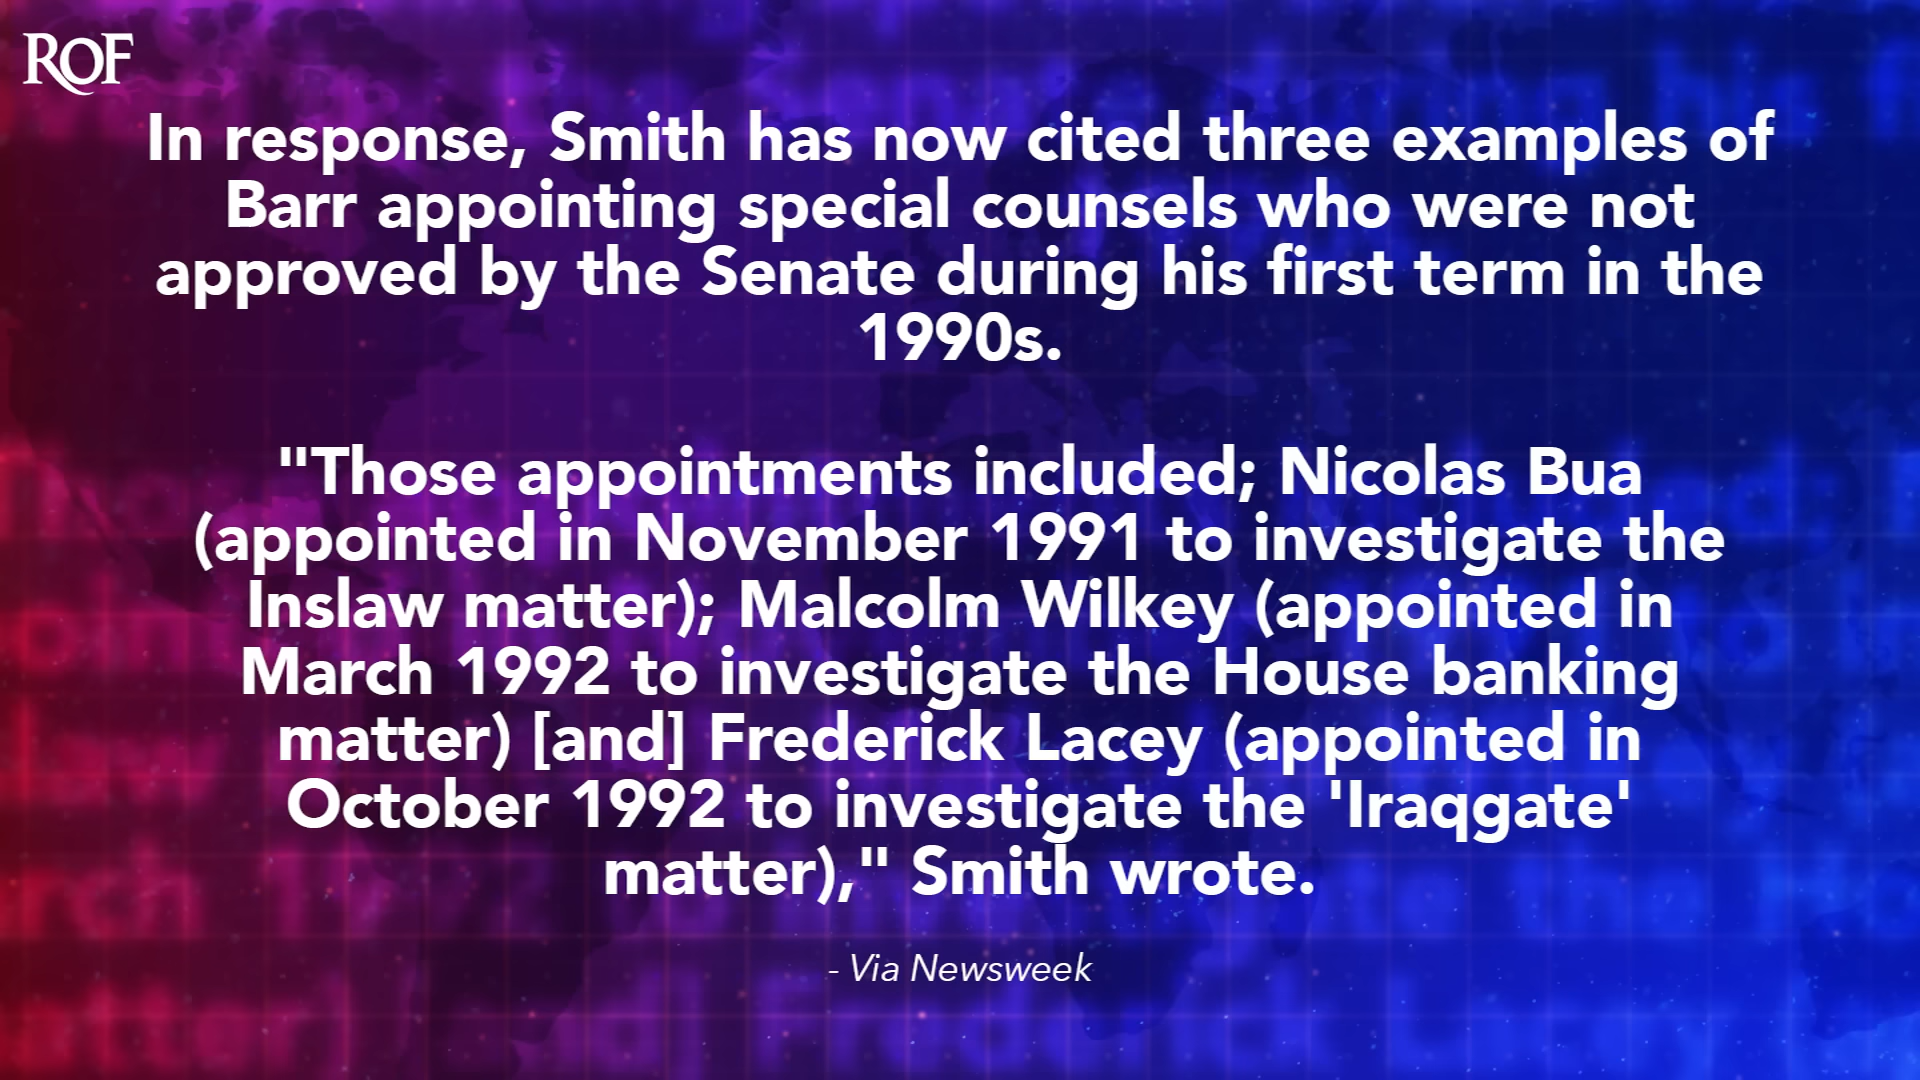 ROF
In response, Smith has now cited three examples of
Barr appointing special counsels who were not
approved by the Senate during his first term in the
1990s.
"Those appointments included; Nicolas Bua
(appointed in November 1991 to investigate the
Inslaw matter); Malcolm Wilkey (appointed in
March 1992 to investigate the House banking
matter) [and] Frederick Lacey (appointed in
October 1992 to investigate the 'Iraqgate'
matter)," Smith wrote.
- Via Newsweek